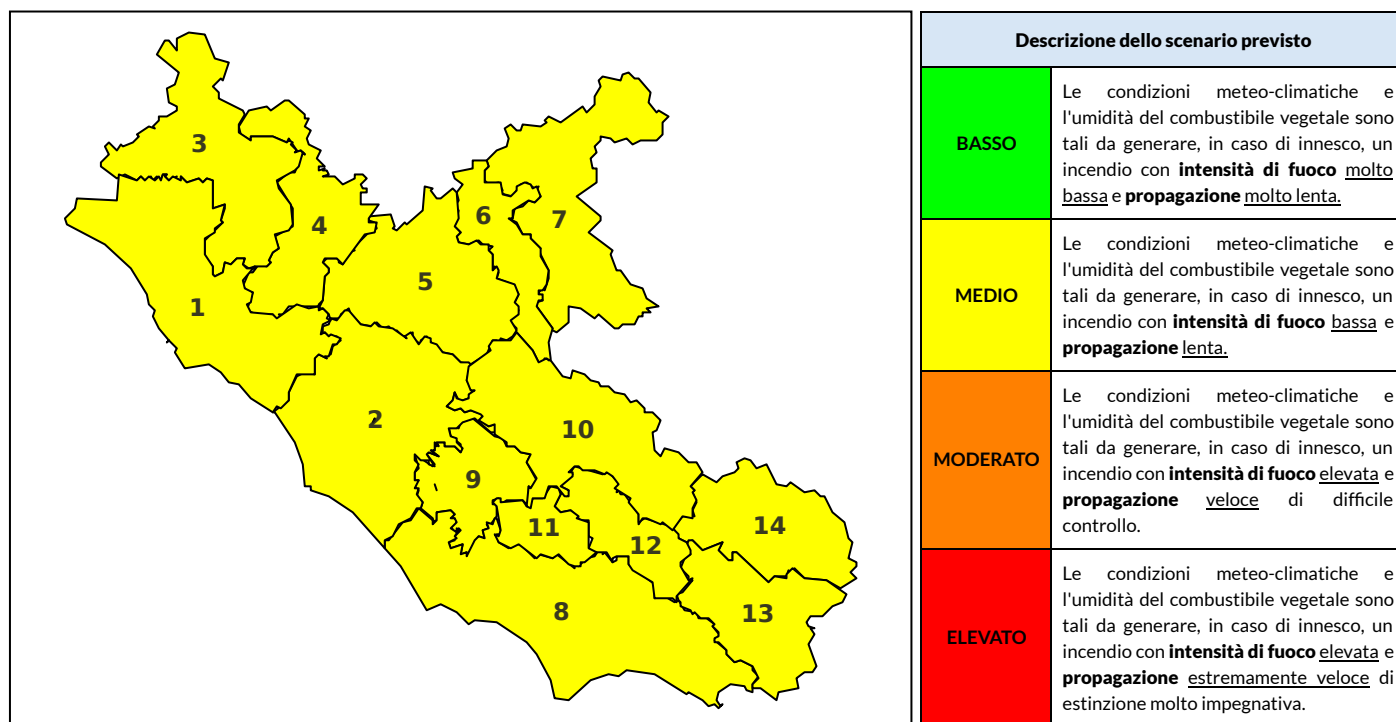 3
4
6
7
5
1
2
10
9
11
12
14
8
13
Descrizione dello scenario previsto
BASSO
Le condizioni meteo-climatiche e
l'umidità del combustibile vegetale sono
tali da generare, in caso di innesco, un
incendio con intensità di fuoco molto
bassa e propagazione molto lenta.
MEDIO
Le condizioni meteo-climatiche e
l'umidità del combustibile vegetale sono
tali da generare, in caso di innesco, un
incendio con intensità di fuoco bassa e
propagazione lenta.
MODERATO
Le condizioni meteo-climatiche e
l'umidità del combustibile vegetale sono
tali da generare, in caso di innesco, un
incendio con intensità di fuoco elevata e
propagazione veloce di difficile
controllo.
ELEVATO
Le condizioni meteo-climatiche e
l'umidità del combustibile vegetale sono
tali da generare, in caso di innesco, un
incendio con intensità di fuoco elevata e
propagazione estremamente veloce di
estinzione molto impegnativa.